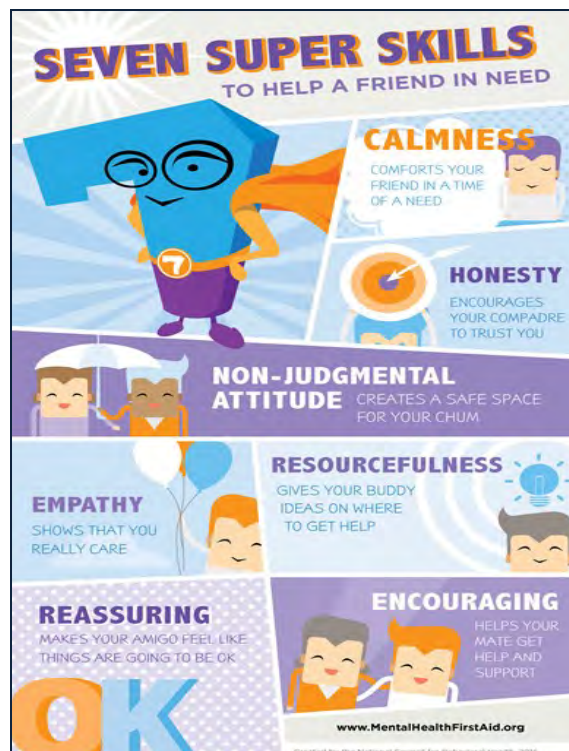 SEVEN SUPER SKILLS
TO HELP A FRIEND IN NEED
7
CALMNESS
COMFORTS YOUR
FRIEND IN A TIME
OF A NEED
HONESTY
ENCOURAGES
YOUR COMPADRE
TO TRUST YOU
NON-JUDGMENTAL
ATTITUDE CREATES A SAFE SPACE
FOR YOUR CHUM
EMPATHY
SHOWS THAT YOU
REALLY CARE
RESOURCEFULNESS
GIVES YOUR BUDDY
IDEAS ON WHERE
TO GET HELP
REASSURING
MAKES YOUR AMIGO FEEL LIKE
THINGS ARE GOING TO BE OK
OK
ENCOURAGING
HELPS YOUR
MATE GET
HELP AND
SUPPORT
www.MentalHealthFirstAid.org